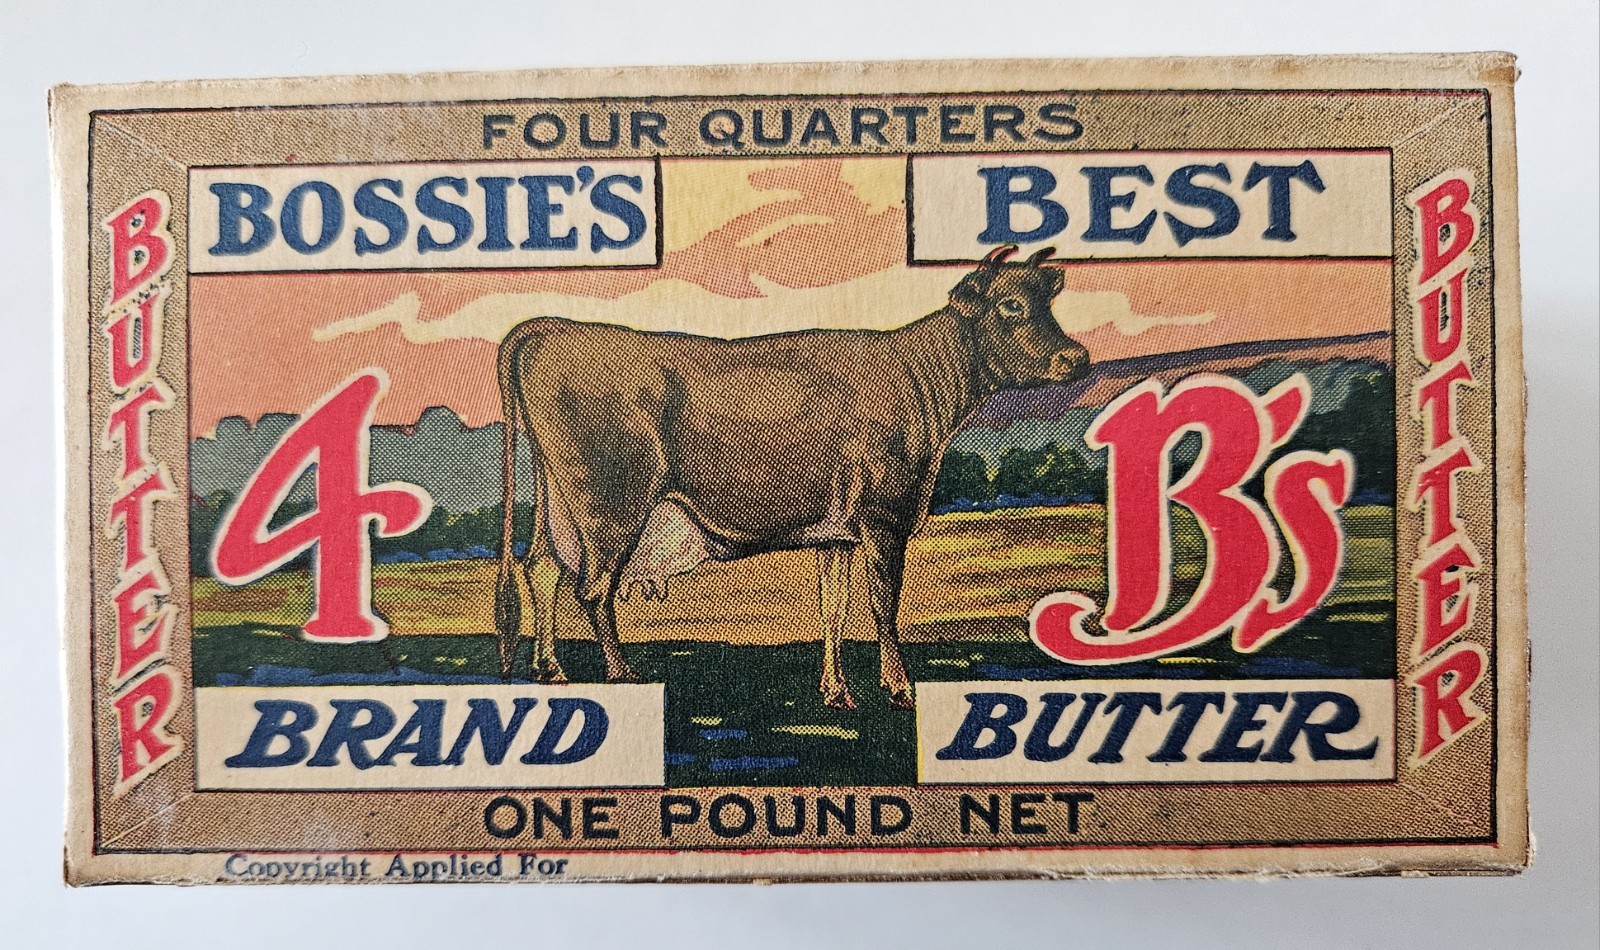 FOUR QUARTERS
BOSSIE'S BEST
4 B's
BRAND BUTTER
ONE POUND NET.
BUTTER
BUTTER
Copyright Applied For